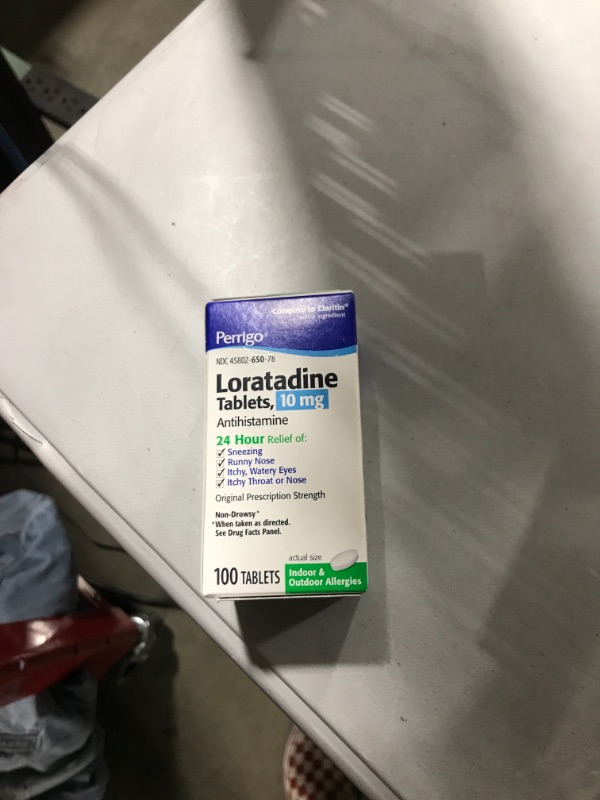 Compare to Claritin®
active ingredient
Perrigo®
NDC 45802-650-78
Loratadine
Tablets, 10 mg
Antihistamine
24 Hour Relief of:
Sneezing
Runny Nose
Itchy, Watery Eyes
Itchy Throat or Nose
Original Prescription Strength
Non-Drowsy*
*When taken as directed.
See Drug Facts Panel.
actual size
100 TABLETS
Indoor &
Outdoor Allergies